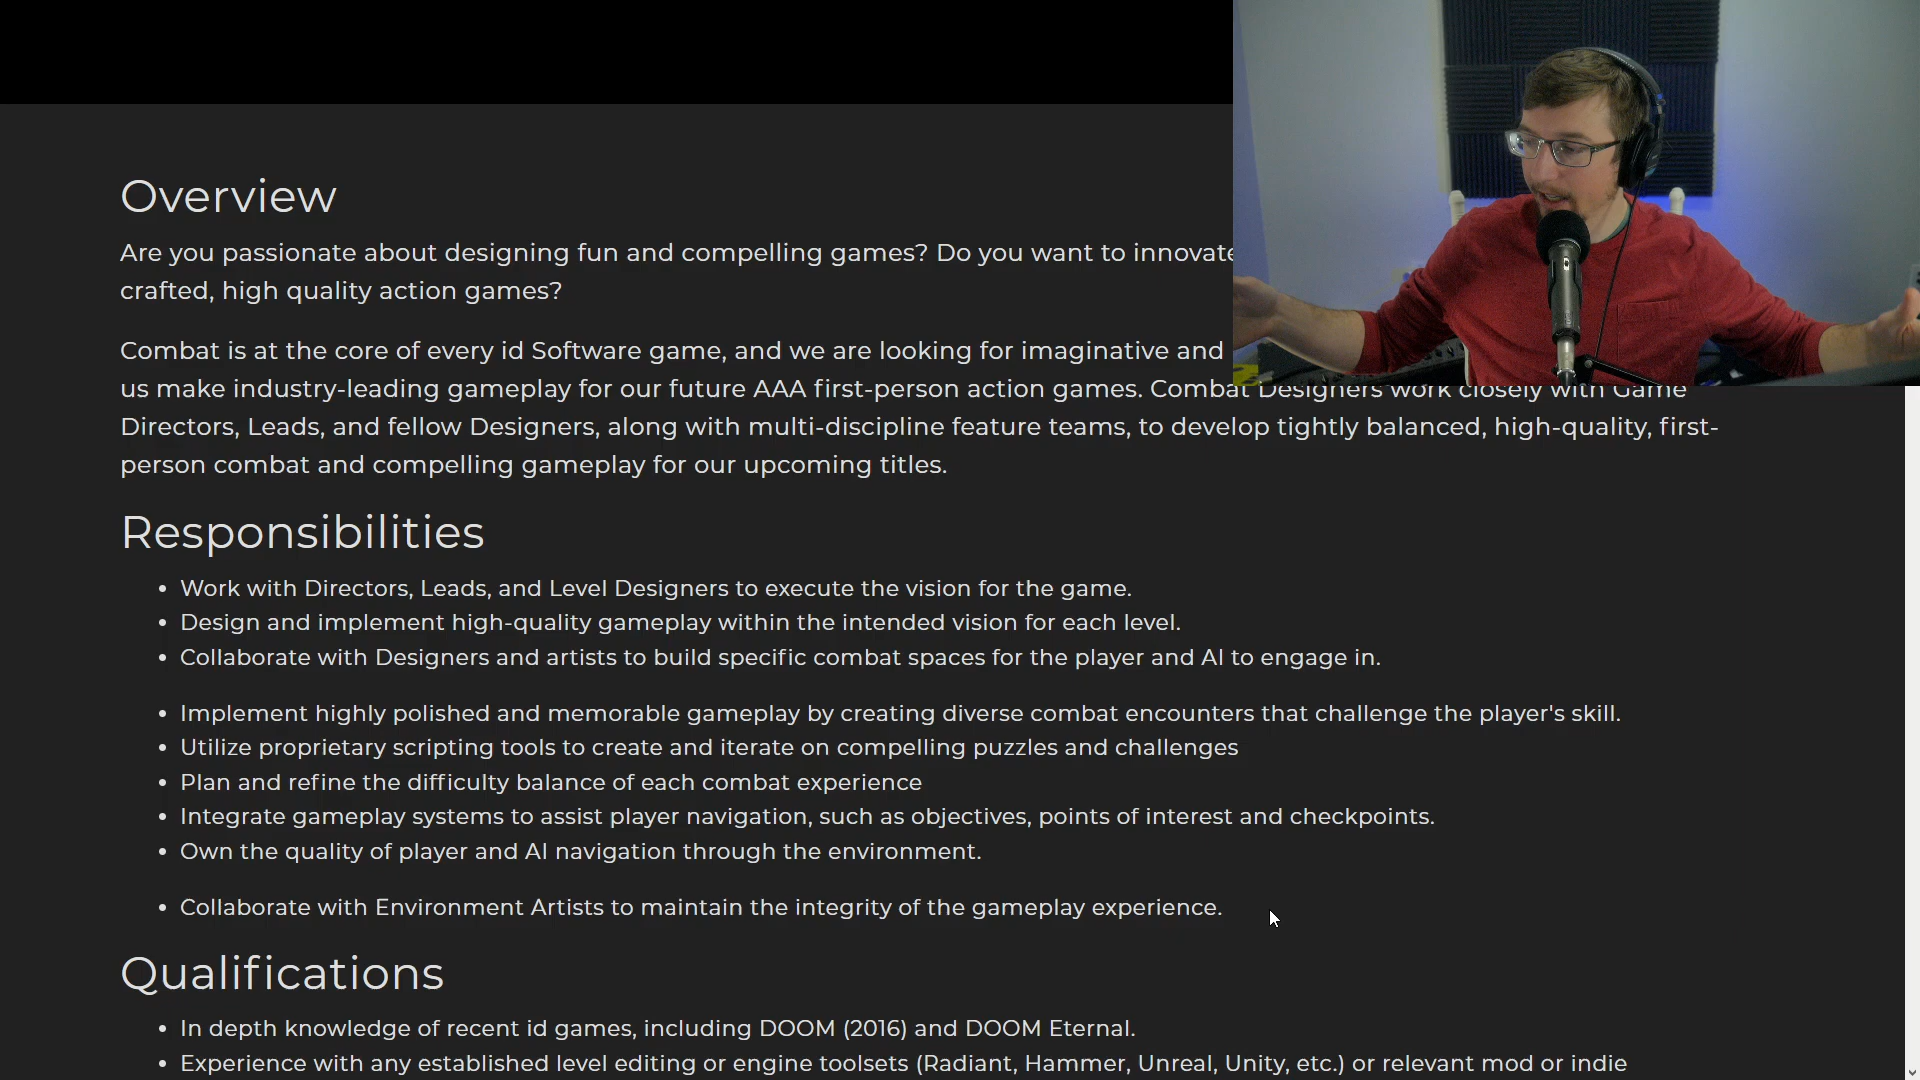 Overview
Are you passionate about designing fun and compelling games? Do you want to innovate
crafted, high quality action games?
Combat is at the core of every id Software game, and we are looking for imaginative and
us make industry-leading gameplay for our future AAA first-person action games. Combat Designers work closely with Game
Directors, Leads, and fellow Designers, along with multi-discipline feature teams, to develop tightly balanced, high-quality, first-
person combat and compelling gameplay for our upcoming titles.
Responsibilities
• Work with Directors, Leads, and Level Designers to execute the vision for the game.
• Design and implement high-quality gameplay within the intended vision for each level.
• Collaborate with Designers and artists to build specific combat spaces for the player and AI to engage in.
• Implement highly polished and memorable gameplay by creating diverse combat encounters that challenge the player's skill.
• Utilize proprietary scripting tools to create and iterate on compelling puzzles and challenges
• Plan and refine the difficulty balance of each combat experience
• Integrate gameplay systems to assist player navigation, such as objectives, points of interest and checkpoints.
• Own the quality of player and AI navigation through the environment.
• Collaborate with Environment Artists to maintain the integrity of the gameplay experience.
Qualifications
• In depth knowledge of recent id games, including DOOM (2016) and DOOM Eternal.
• Experience with any established level editing or engine toolsets (Radiant, Hammer, Unreal, Unity, etc.) or relevant mod or indie